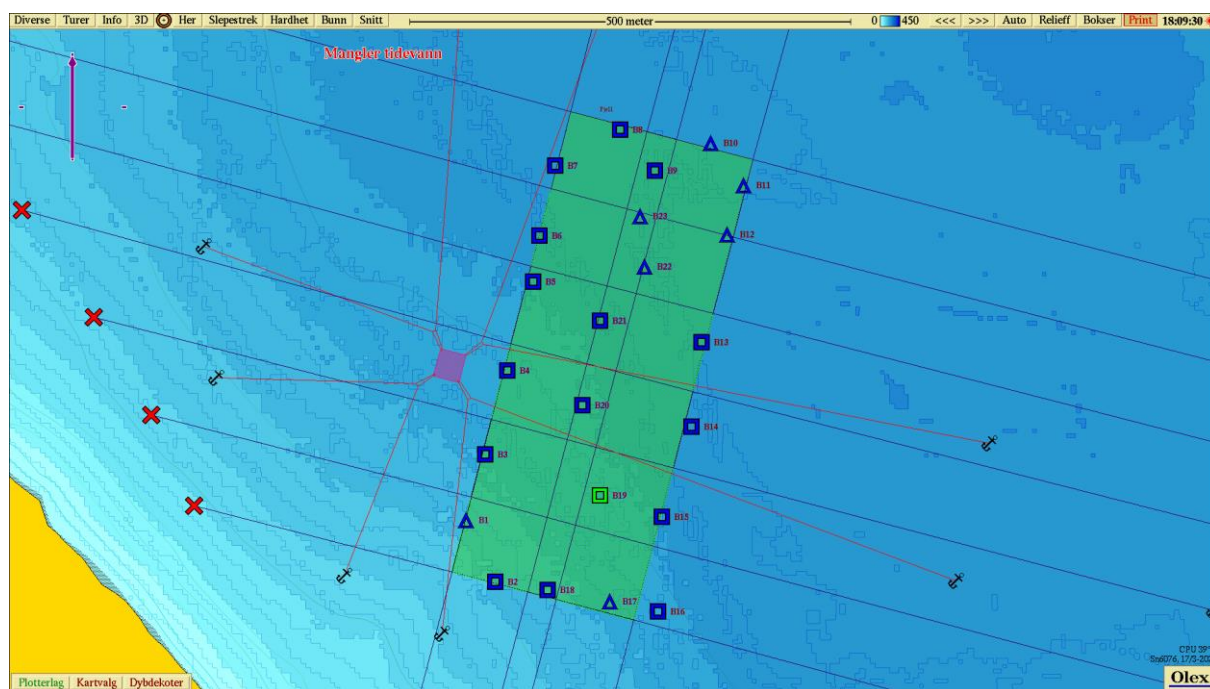 Diverse Turer Info 3D Her Slepestrek Hardhet Bunn Snitt 500 meter 0 450 <<< >>> Auto Relieff Bokser Print 18:09:30
Mangler tidevann
B8
B10
B7
B9
B11
B23
B6
B12
B22
B5
B21
B13
B4
B20
B14
B3
B19
B15
B1
B2
B18
B17
B16
CPU 39°
Olex
Plotterlag Kartvalg Dybdekoter